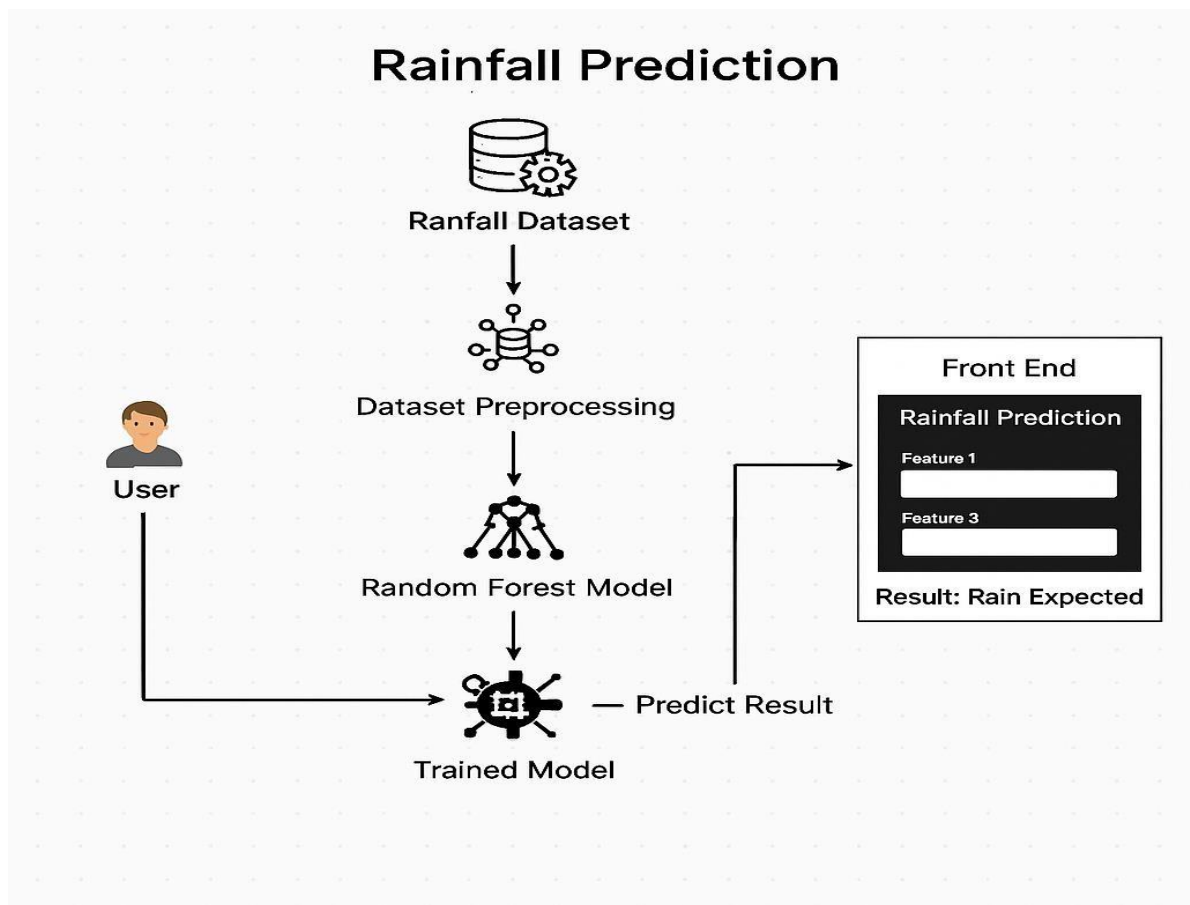 Rainfall Prediction
Ranfall Dataset
Dataset Preprocessing
User
Random Forest Model
Trained Model
Predict Result
Front End
Rainfall Prediction
Feature 1
Feature 3
Result: Rain Expected